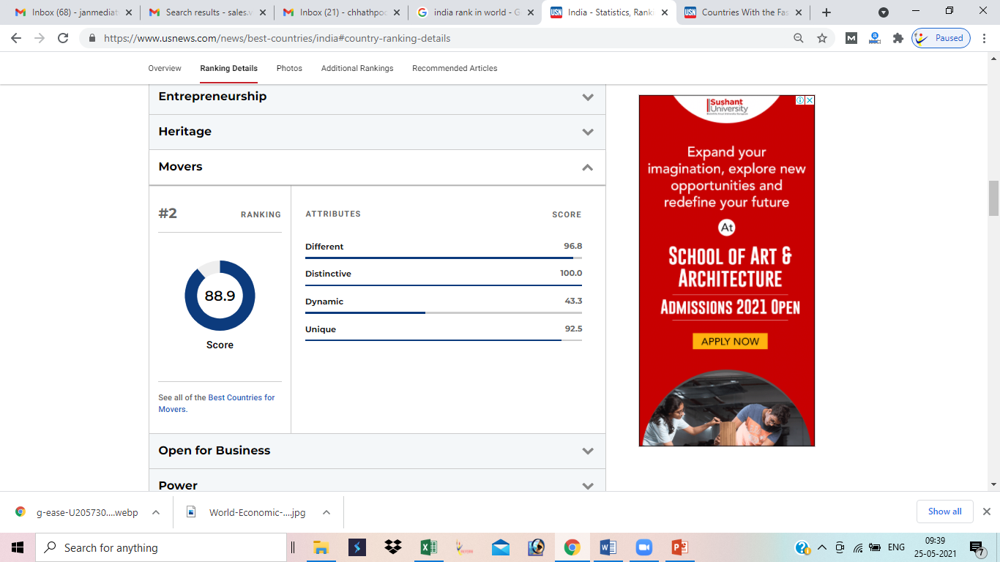 Inbox (68) - janmediat
Search results - sales.v
Inbox (21) - chhathpoo
india rank in world - G
USN India - Statistics, Ranki
USN Countries With the Fas
https://www.usnews.com/news/best-countries/india#country-ranking-details
Paused
Overview Ranking Details Photos Additional Rankings Recommended Articles
Entrepreneurship
Heritage
Movers
#2 RANKING
88.9
Score
See all of the Best Countries for
Movers.
ATTRIBUTES SCORE
Different 96.8
Distinctive 100.0
Dynamic 43.3
Unique 92.5
Open for Business
Power
Sushant
University
Expand your
imagination, explore new
opportunities and
redefine your future
At
SCHOOL OF ART &
ARCHITECTURE
ADMISSIONS 2021 OPEN
APPLY NOW
g-ease-U205730....webp
World-Economic-....jpg
Show all
Search for anything
ENG
09:39
25-05-2021
7